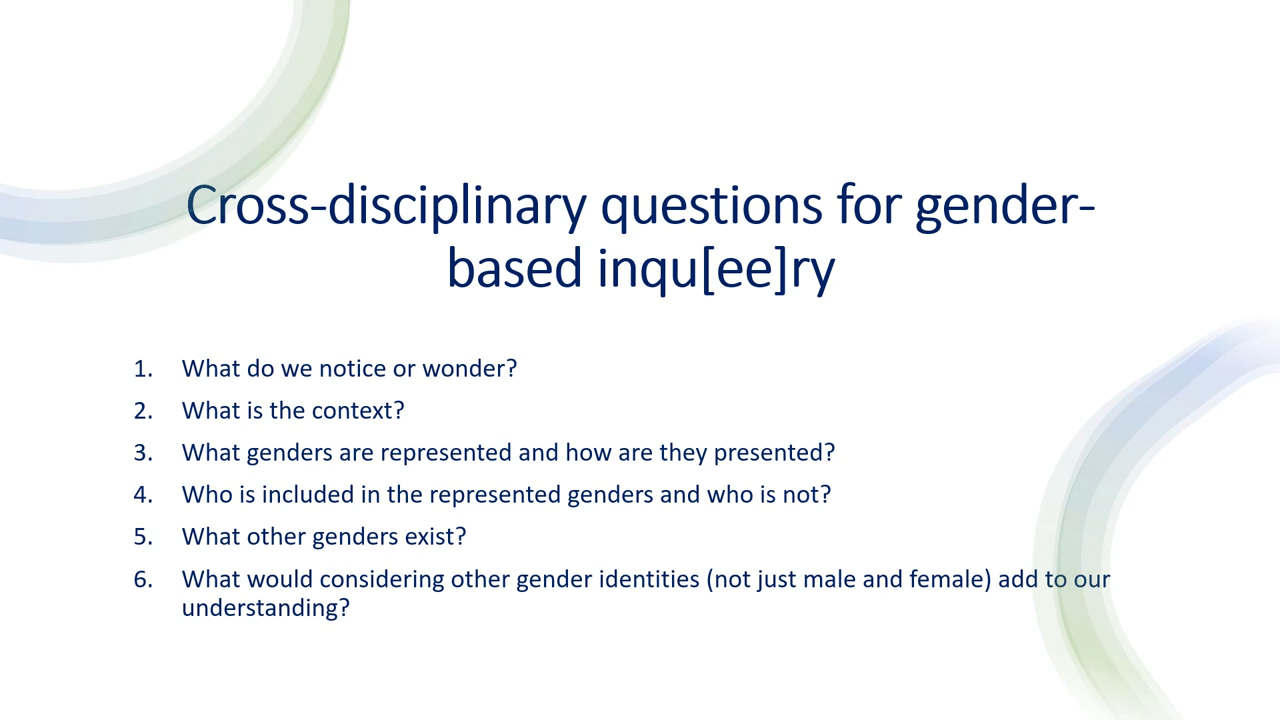 Cross-disciplinary questions for gender-
based inqu[ee]ry
1. What do we notice or wonder?
2. What is the context?
3. What genders are represented and how are they presented?
4. Who is included in the represented genders and who is not?
5. What other genders exist?
6. What would considering other gender identities (not just male and female) add to our
understanding?